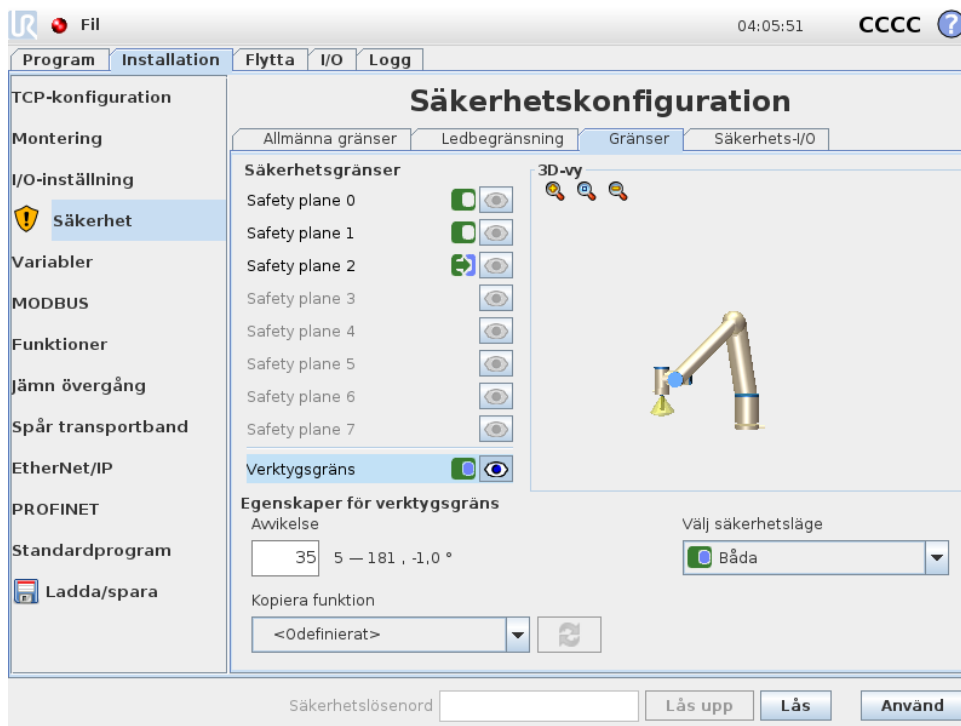 UR Fil 04:05:51 CCCC ?
Program Installation Flytta I/O Logg
TCP-konfiguration
Montering
I/O-inställning
Säkerhet
Variabler
MODBUS
Funktioner
Jämn övergång
Spår transportband
EtherNet/IP
PROFINET
Standardprogram
Ladda/spara
Säkerhetskonfiguration
Allmänna gränser Ledbegränsning Gränser Säkerhets-I/O
Säkerhetsgränser
Safety plane 0
Safety plane 1
Safety plane 2
Safety plane 3
Safety plane 4
Safety plane 5
Safety plane 6
Safety plane 7
Verktygsgräns
3D-vy
Egenskaper för verktygsgräns
Avvikelse
35 5 — 181 , -1,0 °
Välj säkerhetsläge
Båda
Kopiera funktion
<Odefinierat>
Säkerhetslösenord Lås upp Lås Använd